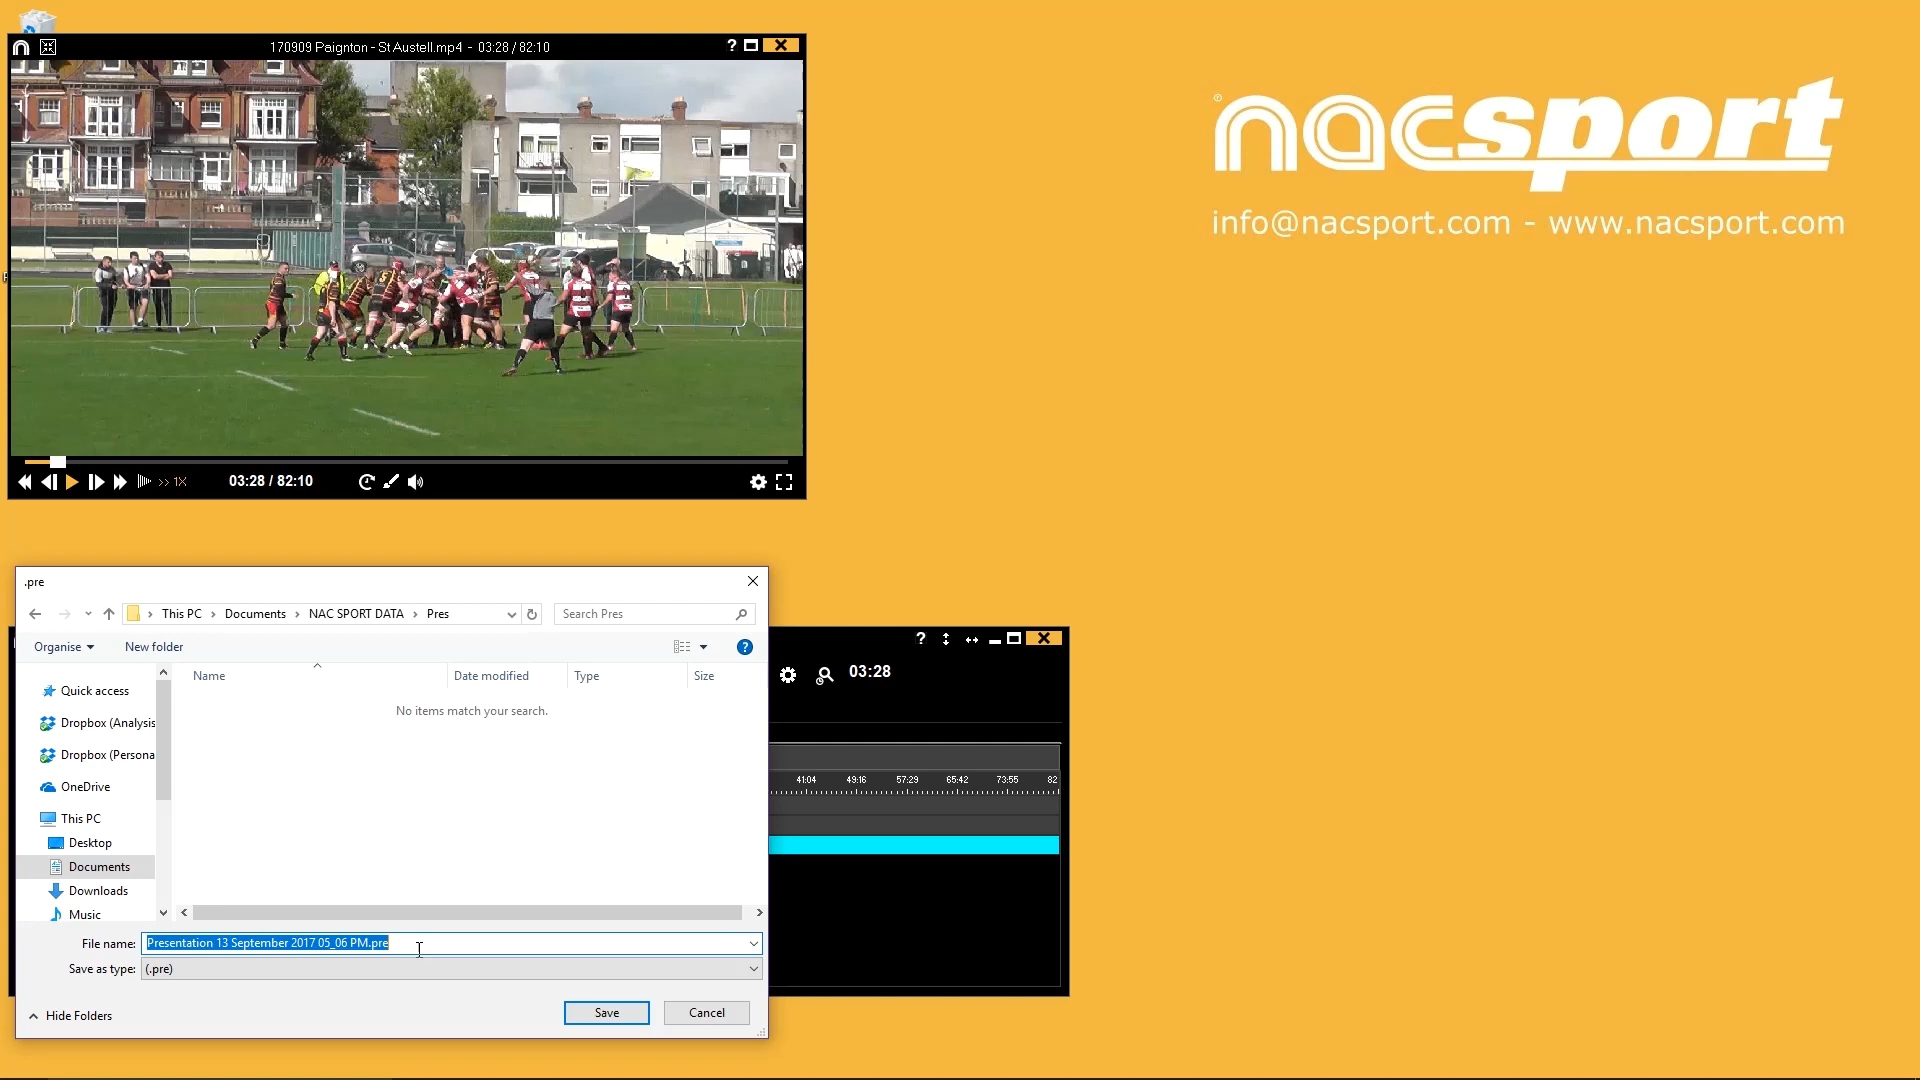 170909 Paignton - St Austell.mp4 - 03:28 / 82:10
?
nacsport
info@nacsport.com - www.nacsport.com
>> 1X
03:28 / 82:10
.pre
This PC > Documents > NAC SPORT DATA > Pres
Search Pres
Organise
New folder
?
Name
Date modified
Type
Size
No items match your search.
Quick access
Dropbox (Analysis
Dropbox (Persona
OneDrive
This PC
Desktop
Documents
Downloads
Music
File name:
Presentation 13 September 2017 05_06 PM.pre
Save as type:
(.pre)
Hide Folders
Save
Cancel
?
03:28
41:04 49:16 57:29 65:42 73:55 82